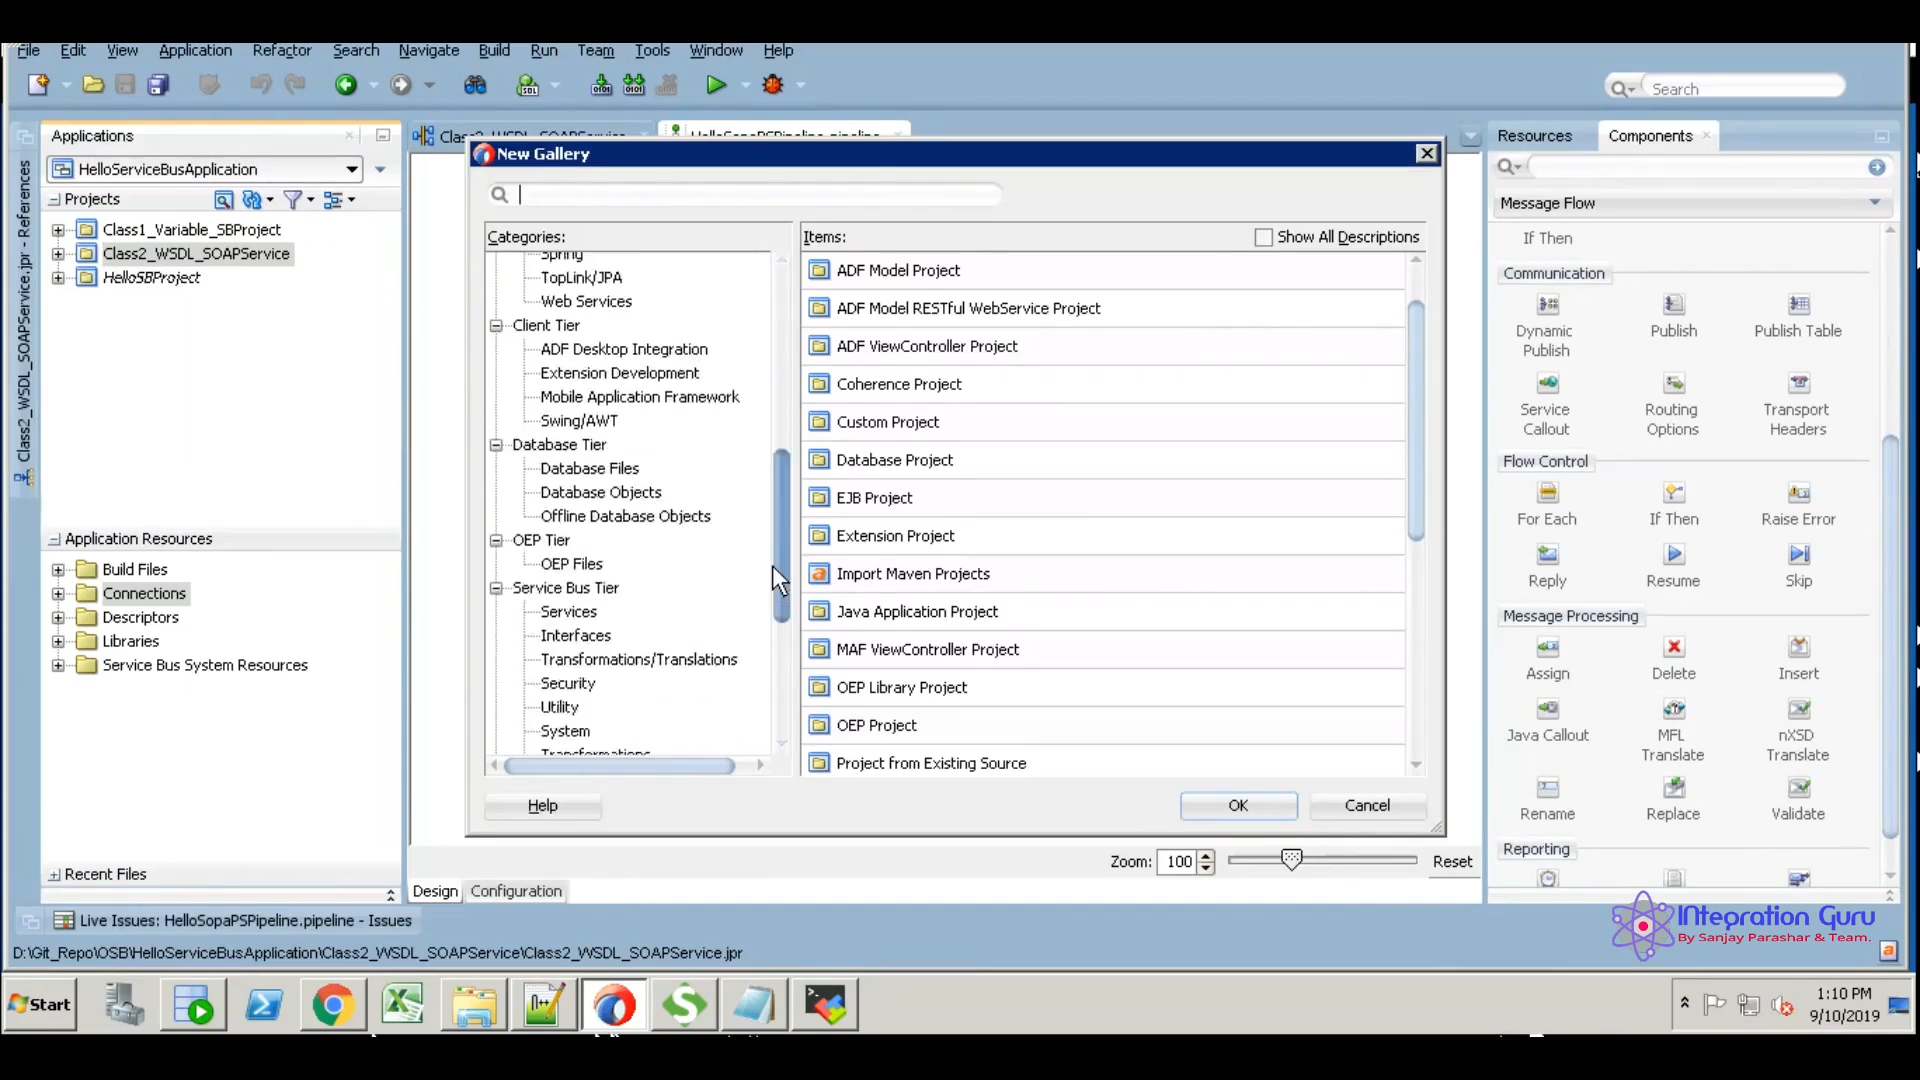 File Edit View Application Refactor Search Navigate Build Run Team Tools Window Help
Search
Class2_WSDL_SOAPService.jpr - References
Applications
HelloServiceBusApplication
Projects
Class1_Variable_SBProject
Class2_WSDL_SOAPService
HelloSBProject
Application Resources
Build Files
Connections
Descriptors
Libraries
Service Bus System Resources
Recent Files
Class2_WSDL_SOAPService
HelloSopaPSPipeline.pipeline
New Gallery
Categories:
Spring
TopLink/JPA
Web Services
Client Tier
ADF Desktop Integration
Extension Development
Mobile Application Framework
Swing/AWT
Database Tier
Database Files
Database Objects
Offline Database Objects
OEP Tier
OEP Files
Service Bus Tier
Services
Interfaces
Transformations/Translations
Security
Utility
System
Transformations
Items:
Show All Descriptions
ADF Model Project
ADF Model RESTful WebService Project
ADF ViewController Project
Coherence Project
Custom Project
Database Project
EJB Project
Extension Project
Import Maven Projects
Java Application Project
MAF ViewController Project
OEP Library Project
OEP Project
Project from Existing Source
Help
OK
Cancel
Zoom: 100
Reset
Design Configuration
Resources
Components
Message Flow
If Then
Communication
Dynamic Publish
Publish
Publish Table
Service Callout
Routing Options
Transport Headers
Flow Control
For Each
If Then
Raise Error
Reply
Resume
Skip
Message Processing
Assign
Delete
Insert
Java Callout
MFL Translate
nXSD Translate
Rename
Replace
Validate
Reporting
Live Issues: HelloSopaPSPipeline.pipeline - Issues
D:\Git_Repo\OSB\HelloServiceBusApplication\Class2_WSDL_SOAPService\Class2_WSDL_SOAPService.jpr
INtegration Guru
By Sanjay Parashar & Team.
Start
1:10 PM
9/10/2019